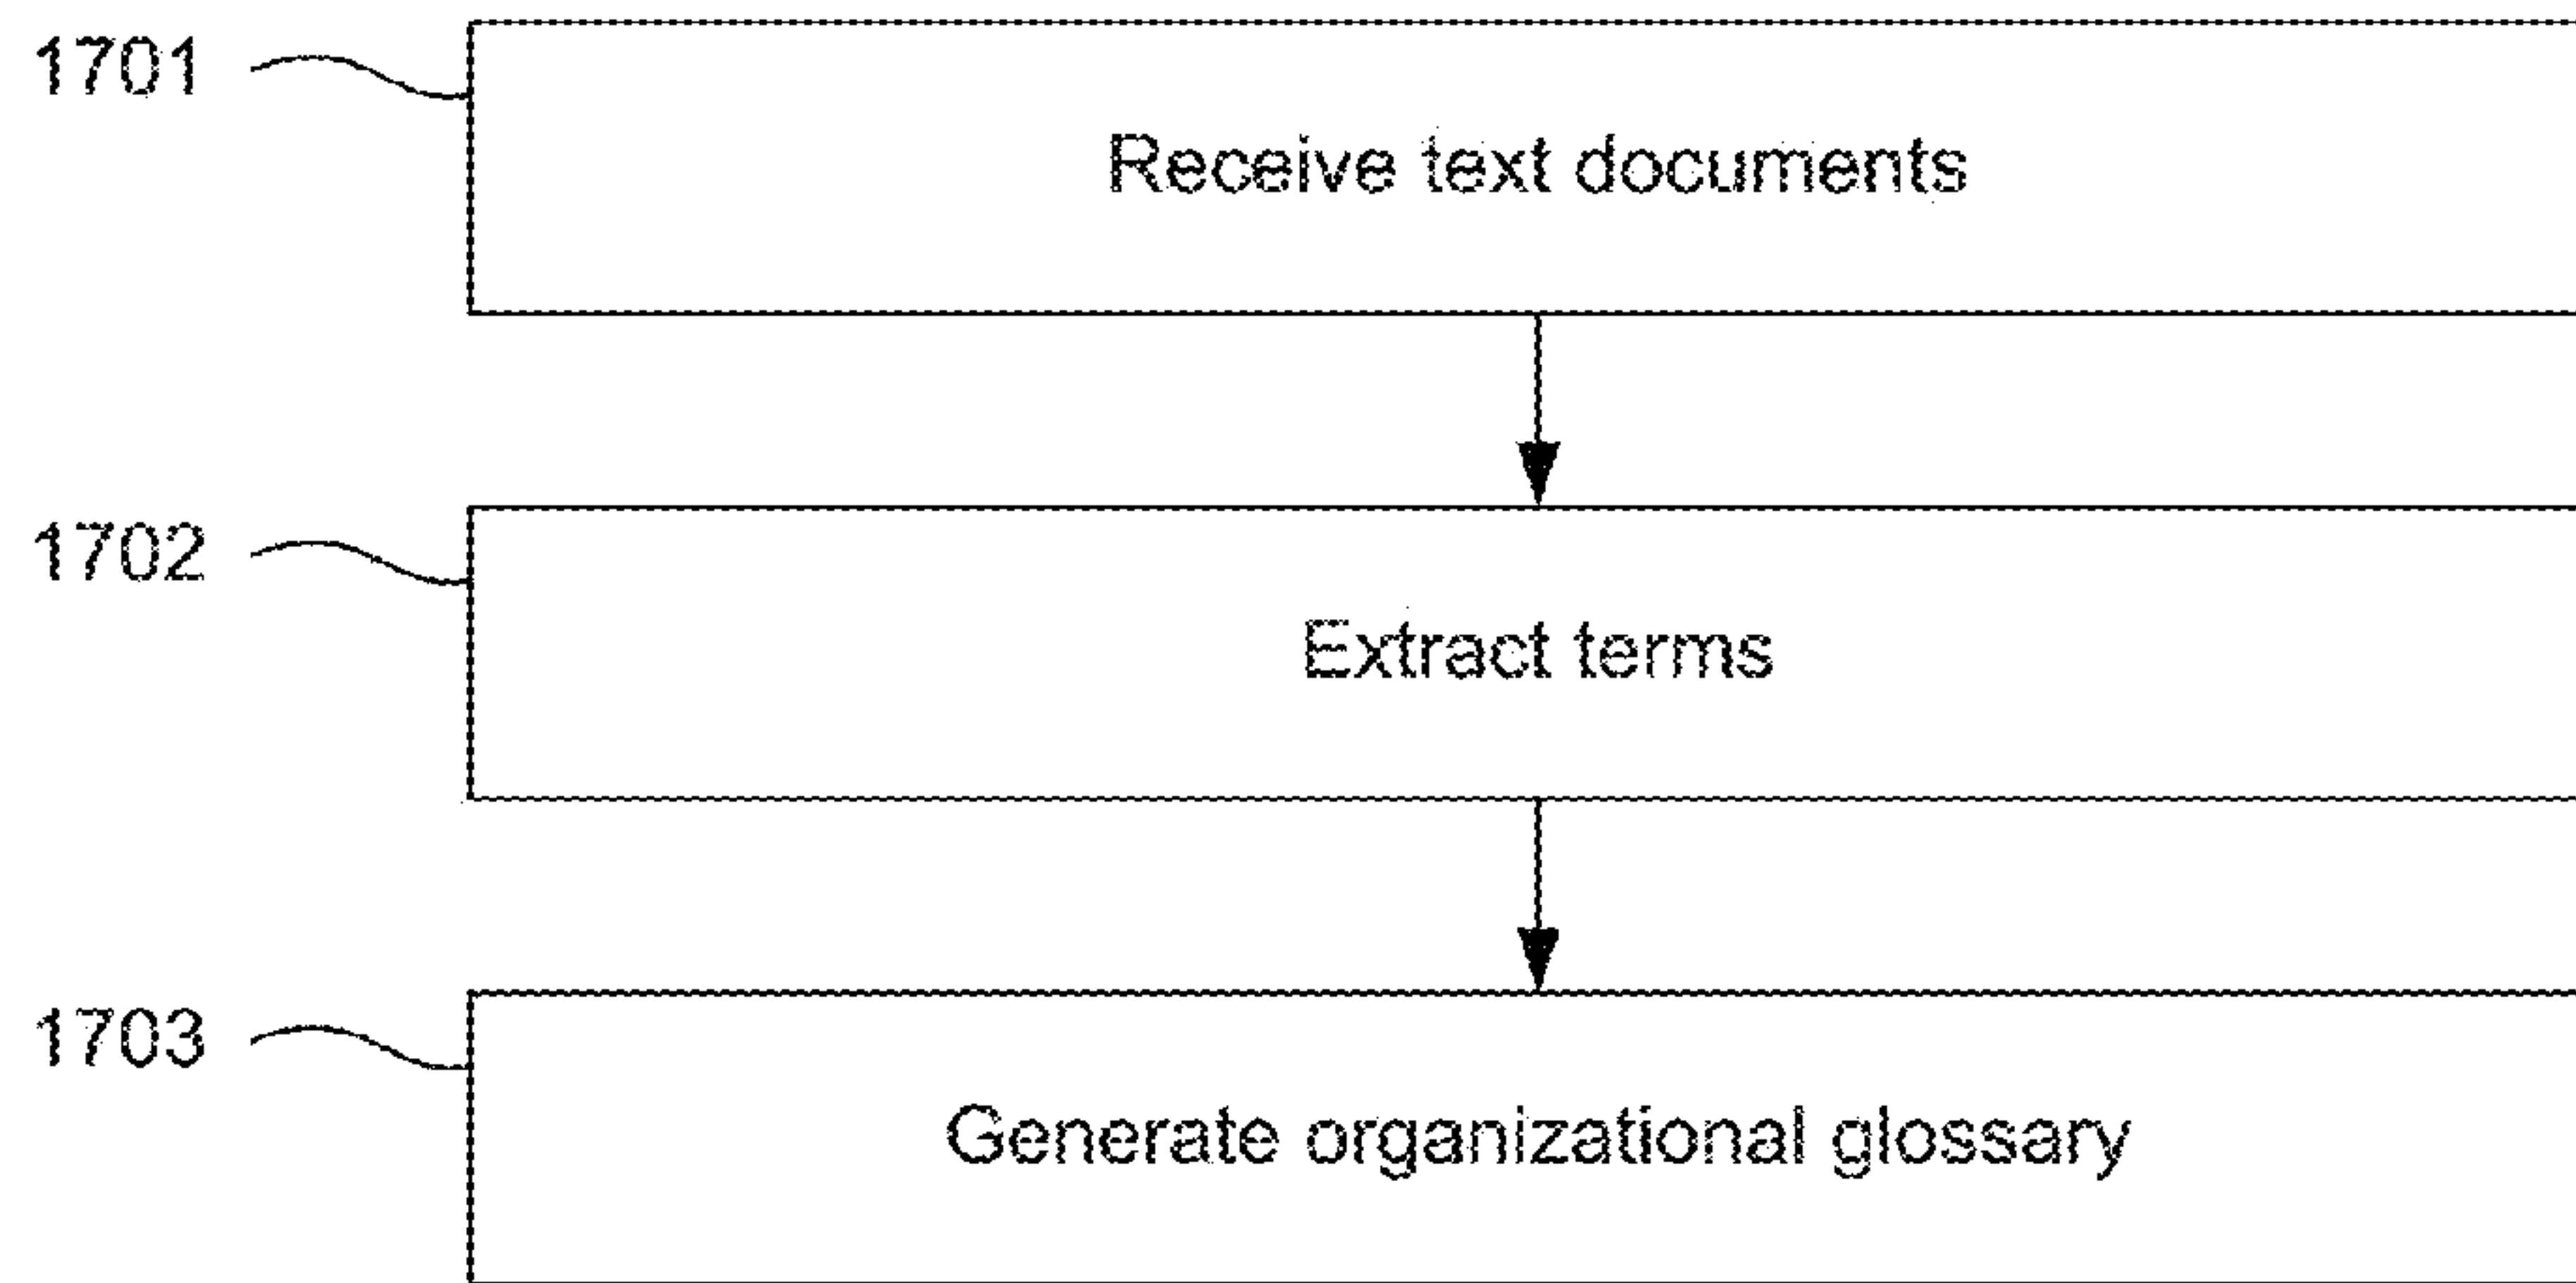 1701
Receive text documents
1702
Extract terms
1703
Generate organizational glossary